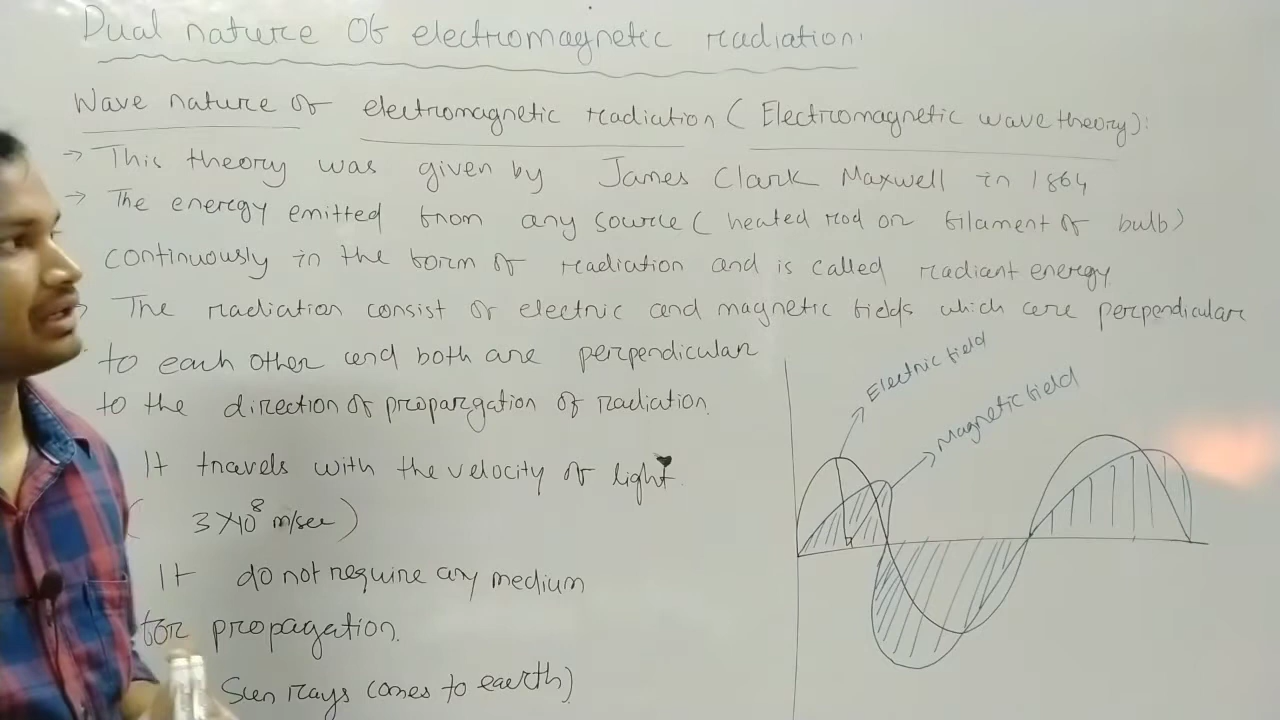 Dual nature Of electromagnetic radiation.
Wave nature of electromagnetic radiation (Electromagnetic wave theory):
→ This theory was given by James Clark Maxwell in 1864
→ The energy emitted from any source (heated rod or filament of bulb)
continuously in the form of radiation and is called radiant energy
The radiation consist of electric and magnetic fields which are perpendicular
to each other and both are perpendicular
to the direction of propargation of radiation.
It travels with the velocity of light.
( 3×10⁸ m/sec)
It do not require any medium
for propagation.
Sun rays comes to earth)
Electric field
Magnetic field